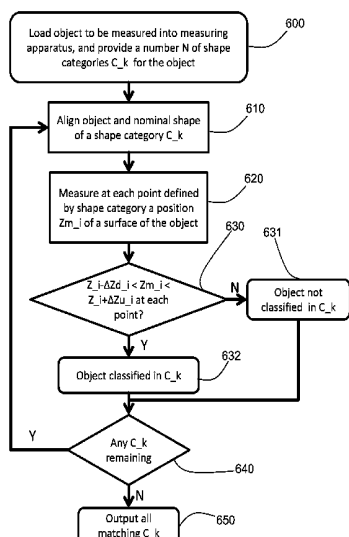 Load object to be measured into measuring
apparatus, and provide a number N of shape
categories C_k for the object
600
Align object and nominal shape
of a shape category C_k
610
Measure at each point defined
by shape category a position
Zm_i of a surface of the object
620
630
631
Z_i-ΔZd_i < Zm_i <
Z_i+ΔZu_i at each
point?
N
Object not
classified in C_k
Y
632
Object classified in C_k
Y
Any C_k
remaining
640
N
Output all
matching C_k
650